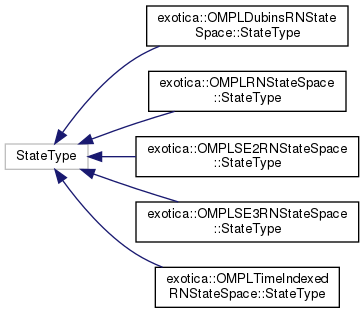 exotica::OMPLDubinsRNState
Space::StateType
exotica::OMPLRNStateSpace
::StateType
StateType
exotica::OMPLSE2RNStateSpace
::StateType
exotica::OMPLSE3RNStateSpace
::StateType
exotica::OMPLTimeIndexed
RNStateSpace::StateType